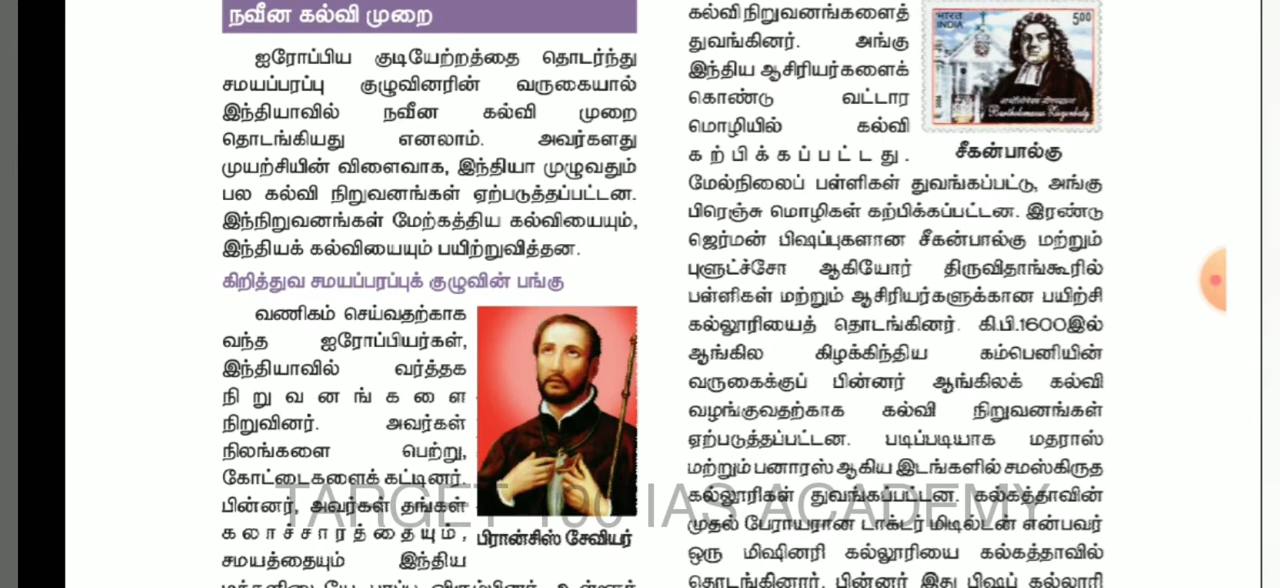 நவீன கல்வி முறை
ஐரோப்பிய குடியேற்றத்தை தொடர்ந்து
சமயப்பரப்பு குழுவினரின் வருகையால்
இந்தியாவில் நவீன கல்வி முறை
தொடங்கியது எனலாம். அவர்களது
முயற்சியின் விளைவாக, இந்தியா முழுவதும்
பல கல்வி நிறுவனங்கள் ஏற்படுத்தப்பட்டன.
இந்நிறுவனங்கள் மேற்கத்திய கல்வியையும்,
இந்தியக் கல்வியையும் பயிற்றுவித்தன.
கிறித்துவ சமயப்பரப்புக் குழுவின் பங்கு
வணிகம் செய்வதற்காக
வந்த ஐரோப்பியர்கள்,
இந்தியாவில் வர்த்தக
நிறுவனங்களை
நிறுவினர். அவர்கள்
நிலங்களை பெற்று,
கோட்டைகளைக் கட்டினர்.
பின்னர், அவர்கள் தங்கள்
கலாச்சாரத்தையும்,
சமயத்தையும் இந்திய
பிரான்சிஸ் சேவியர்
கல்வி நிறுவனங்களைத்
துவங்கினர். அங்கு
இந்திய ஆசிரியர்களைக்
கொண்டு வட்டார
மொழியில் கல்வி
கற்பிக்கப்பட்டது.
भारत
INDIA
500
சீகன்பால்கு
மேல்நிலைப் பள்ளிகள் துவங்கப்பட்டு, அங்கு
பிரெஞ்சு மொழிகள் கற்பிக்கப்பட்டன. இரண்டு
ஜெர்மன் பிஷப்புகளான சீகன்பால்கு மற்றும்
புளுட்ச்சோ ஆகியோர் திருவிதாங்கூரில்
பள்ளிகள் மற்றும் ஆசிரியர்களுக்கான பயிற்சி
கல்லூரியைத் தொடங்கினர். கி.பி.1600இல்
ஆங்கில கிழக்கிந்திய கம்பெனியின்
வருகைக்குப் பின்னர் ஆங்கிலக் கல்வி
வழங்குவதற்காக கல்வி நிறுவனங்கள்
ஏற்படுத்தப்பட்டன. படிப்படியாக மதராஸ்
மற்றும் பனாரஸ் ஆகிய இடங்களில் சமஸ்கிருத
கல்லூரிகள் துவங்கப்பட்டன. கல்கத்தாவின்
முதல் பேராயரான டாக்டர் மிடில்டன் என்பவர்
ஒரு மிஷினரி கல்லூரியை கல்கத்தாவில்
தொடங்கினார். பின்னர் இது பிஷப் கல்லூரி
TARGET 100 IAS ACADEMY